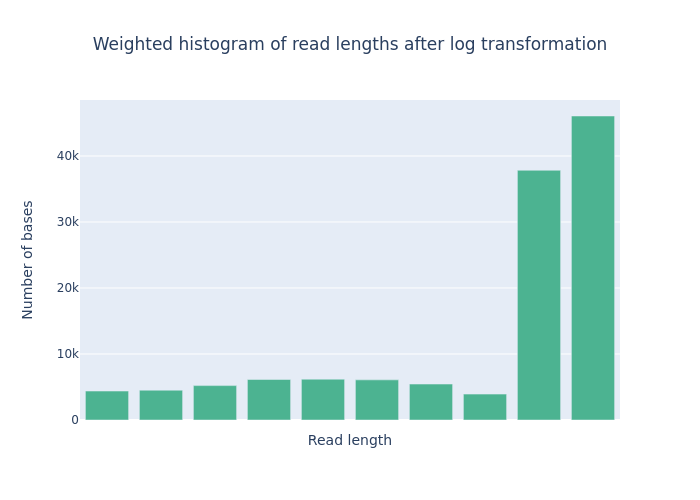 Weighted histogram of read lengths after log transformation
Number of bases
40k
30k
20k
10k
0
Read length